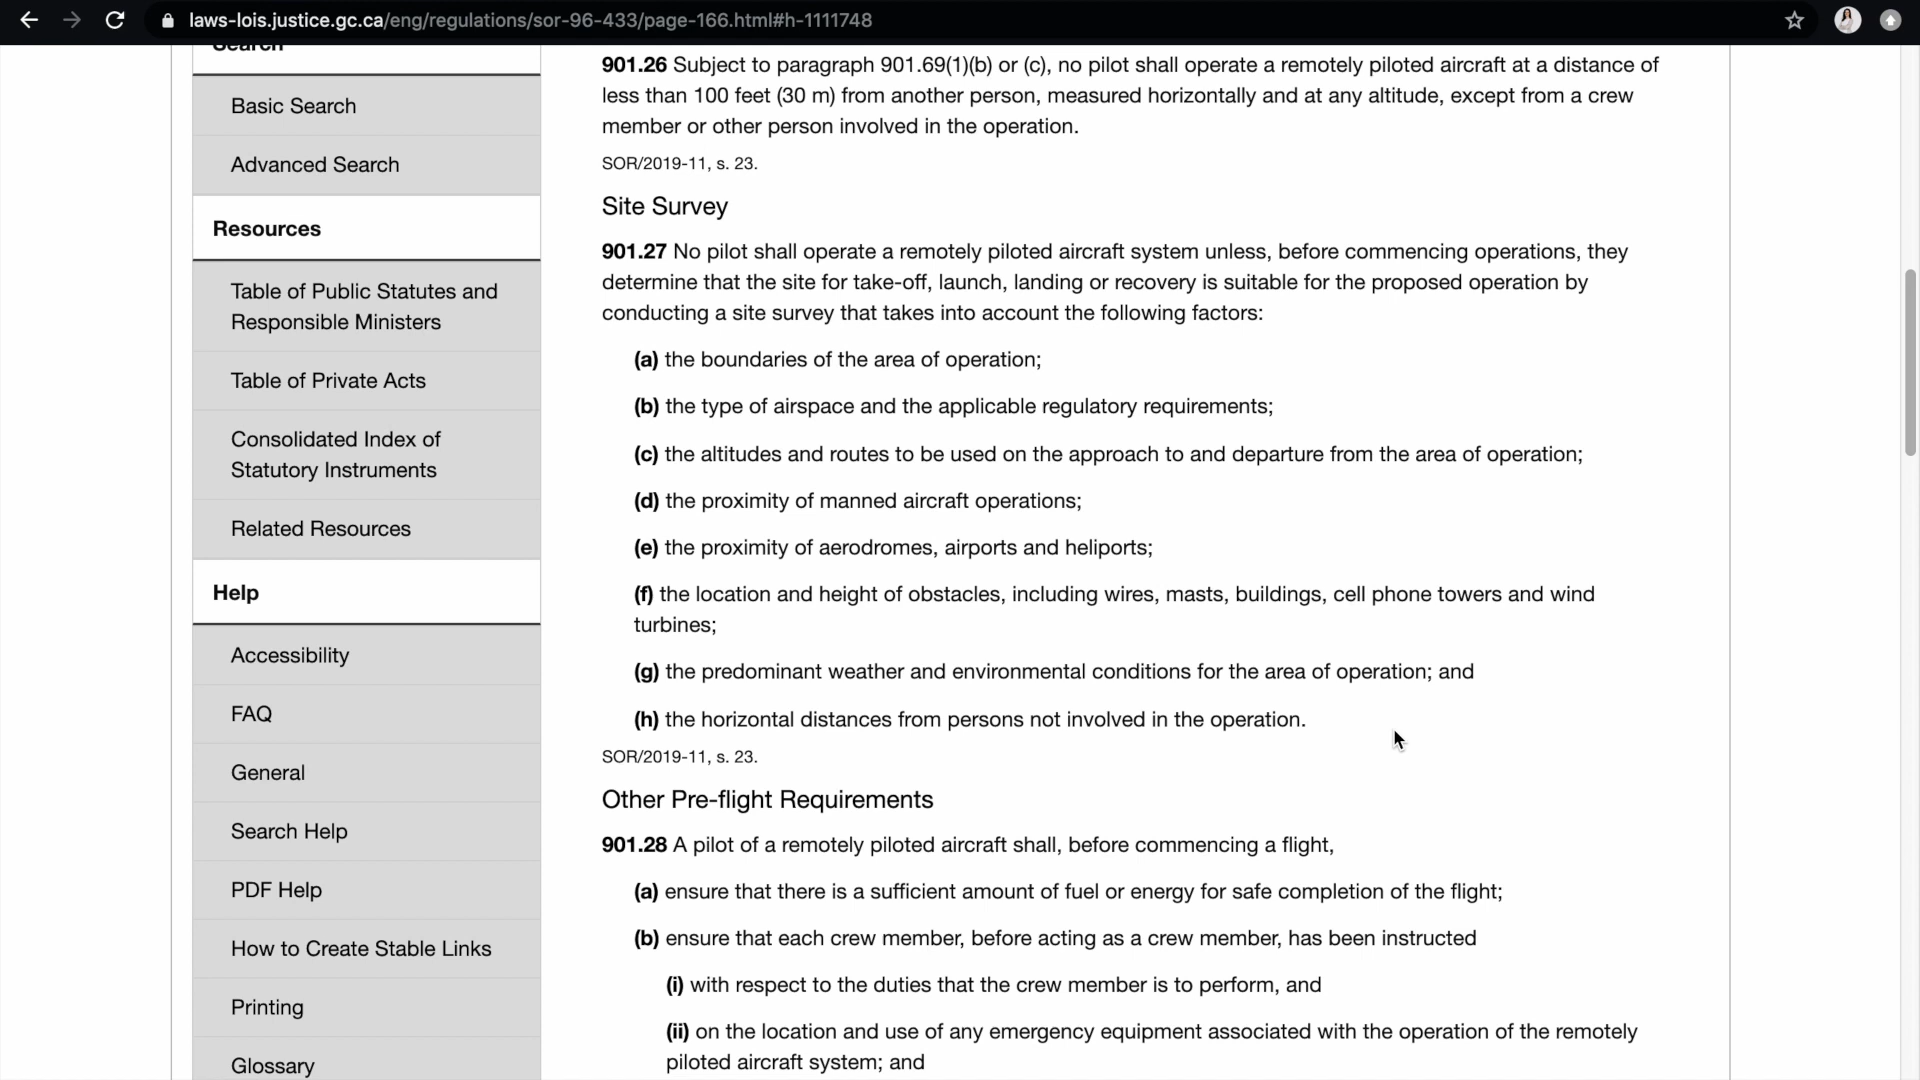 laws-lois.justice.gc.ca/eng/regulations/sor-96-433/page-166.html#h-1111748
Search
Basic Search
Advanced Search
Resources
Table of Public Statutes and
Responsible Ministers
Table of Private Acts
Consolidated Index of
Statutory Instruments
Related Resources
Help
Accessibility
FAQ
General
Search Help
PDF Help
How to Create Stable Links
Printing
Glossary
901.26 Subject to paragraph 901.69(1)(b) or (c), no pilot shall operate a remotely piloted aircraft at a distance of
less than 100 feet (30 m) from another person, measured horizontally and at any altitude, except from a crew
member or other person involved in the operation.
SOR/2019-11, s. 23.
Site Survey
901.27 No pilot shall operate a remotely piloted aircraft system unless, before commencing operations, they
determine that the site for take-off, launch, landing or recovery is suitable for the proposed operation by
conducting a site survey that takes into account the following factors:
(a) the boundaries of the area of operation;
(b) the type of airspace and the applicable regulatory requirements;
(c) the altitudes and routes to be used on the approach to and departure from the area of operation;
(d) the proximity of manned aircraft operations;
(e) the proximity of aerodromes, airports and heliports;
(f) the location and height of obstacles, including wires, masts, buildings, cell phone towers and wind
turbines;
(g) the predominant weather and environmental conditions for the area of operation; and
(h) the horizontal distances from persons not involved in the operation.
SOR/2019-11, s. 23.
Other Pre-flight Requirements
901.28 A pilot of a remotely piloted aircraft shall, before commencing a flight,
(a) ensure that there is a sufficient amount of fuel or energy for safe completion of the flight;
(b) ensure that each crew member, before acting as a crew member, has been instructed
(i) with respect to the duties that the crew member is to perform, and
(ii) on the location and use of any emergency equipment associated with the operation of the remotely
piloted aircraft system; and